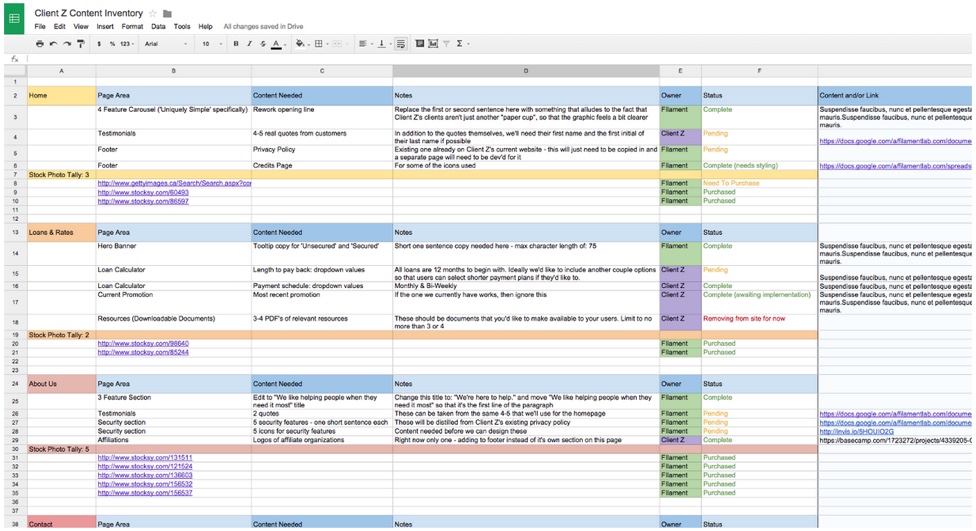 Client Z Content Inventory
File Edit View Insert Format Data Tools Help All changes saved in Drive
$ % 123 Arial 10 B I S A Σ
fx
A B C D E F
1
2 Home Page Area Content Needed Notes Owner Status Content and/or Link
3 4 Feature Carousel ('Uniquely Simple' specifically) Rework opening line Replace the first or second sentence here with something that alludes to the fact that Filament Complete Suspendisse faucibus, nunc et pellentesque egesta
Client Z's clients aren't just another "paper cup", so that the graphic feels a bit clearer mauris.Suspendisse faucibus, nunc et pellentesque
mauris.
4 Testimonials 4-5 real quotes from customers In addition to the quotes themselves, we'll need their first name and the first initial of Client Z Pending
their last name if possible https://docs.google.com/a/filamentlab.com/docume
5 Footer Privacy Policy Existing one already on Client Z's current website - this will just need to be copied in and Filament Pending
a separate page will need to be dev'd for it
6 Footer Credits Page For some of the icons used Filament Complete (needs styling) https://docs.google.com/a/filamentlab.com/spreads
7 Stock Photo Tally: 3
8 http://www.gettyimages.ca/Search/Search.aspx?con Filament Need To Purchase
9 http://www.stocksy.com/60493 Filament Purchased
10 http://www.stocksy.com/86597 Filament Purchased
11
12
13 Loans & Rates Page Area Content Needed Notes Owner Status
14 Hero Banner Tooltip copy for 'Unsecured' and 'Secured' Short one sentence copy needed here - max character length of: 75 Filament Complete Suspendisse faucibus, nunc et pellentesque egesta
mauris.Suspendisse faucibus, nunc et pellentesque
mauris.
15 Loan Calculator Length to pay back: dropdown values All loans are 12 months to begin with. Ideally we'd like to include another couple options Client Z Pending
so that users can select shorter payment plans if they'd like to. Suspendisse faucibus, nunc et pellentesque egesta
16 Loan Calculator Payment schedule: dropdown values Monthly & Bi-Weekly Client Z Complete Suspendisse faucibus, nunc et pellentesque egesta
17 Current Promotion Most recent promotion If the one we currently have works, then ignore this Client Z Complete (awaiting implementation) Suspendisse faucibus, nunc et pellentesque egesta
mauris.Suspendisse faucibus, nunc et pellentesque
mauris.
18 Resources (Downloadable Documents) 3-4 PDF's of relevant resources These should be documents that you'd like to make available to your users. Limit to no Client Z Removing from site for now
more than 3 or 4
19 Stock Photo Tally: 2
20 http://www.stocksy.com/98640 Filament Purchased
21 http://www.stocksy.com/85244 Filament Purchased
22
23
24 About Us Page Area Content Needed Notes Owner Status
25 3 Feature Section Edit to "We like helping people when they Change this title to: "We're here to help." and move "We like helping people when they Filament Complete
need it most" title need it most" so that it's the first line of the paragraph
26 Testimonials 2 quotes These can be taken from the same 4-5 that we'll use for the homepage Filament Pending https://docs.google.com/a/filamentlab.com/docume
27 Security section 5 security features - one short sentence each These will be distilled from Client Z's existing privacy policy Filament Pending https://docs.google.com/a/filamentlab.com/docume
28 Security section 5 icons for security features Content needed before we can design these Filament Pending http://invis.io/5HOUIO2G
29 Affiliations Logos of affiliate organizations Right now only one - adding to footer instead of it's own section on this page Client Z Complete https://basecamp.com/1723272/projects/4339205-C
30 Stock Photo Tally: 5
31 http://www.stocksy.com/131511 Filament Purchased
32 http://www.stocksy.com/121524 Filament Purchased
33 http://www.stocksy.com/136603 Filament Purchased
34 http://www.stocksy.com/156532 Filament Purchased
35 http://www.stocksy.com/156537 Filament Purchased
36
37
38 Contact Page Area Content Needed Notes Owner Status